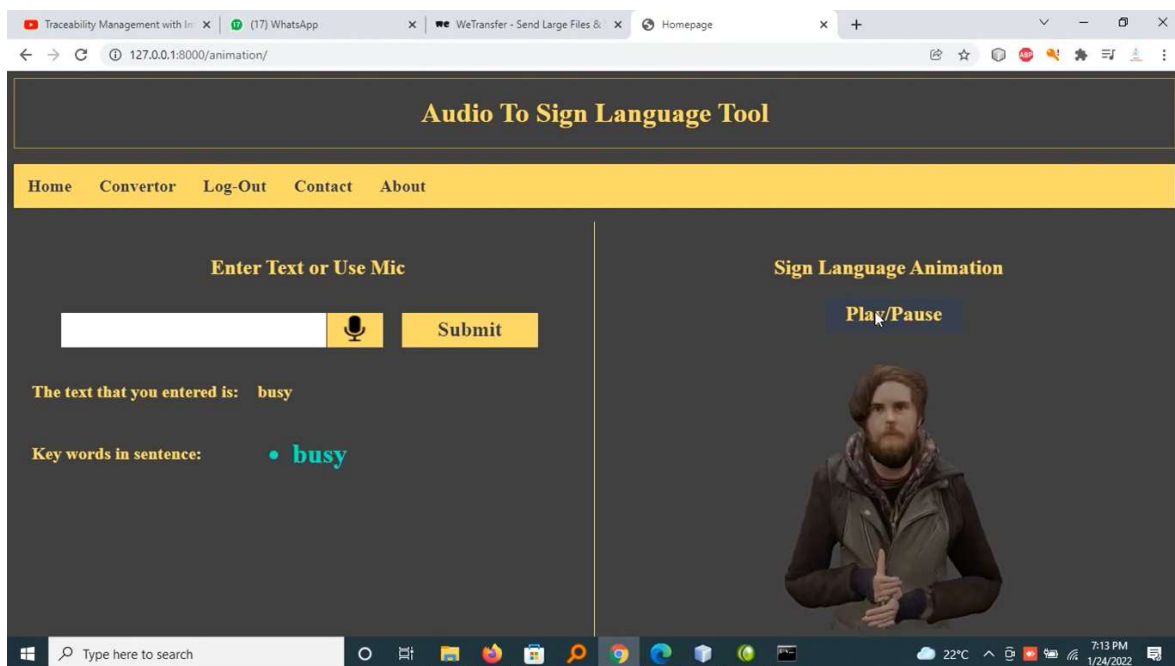 Traceability Management with Im
(17) WhatsApp
WeTransfer - Send Large Files &
Homepage
127.0.0.1:8000/animation/
ABP
Audio To Sign Language Tool
Home Convertor Log-Out Contact About
Enter Text or Use Mic
Submit
The text that you entered is: busy
Key words in sentence:
• busy
Sign Language Animation
Play/Pause
Type here to search
22°C
7:13 PM
1/24/2022